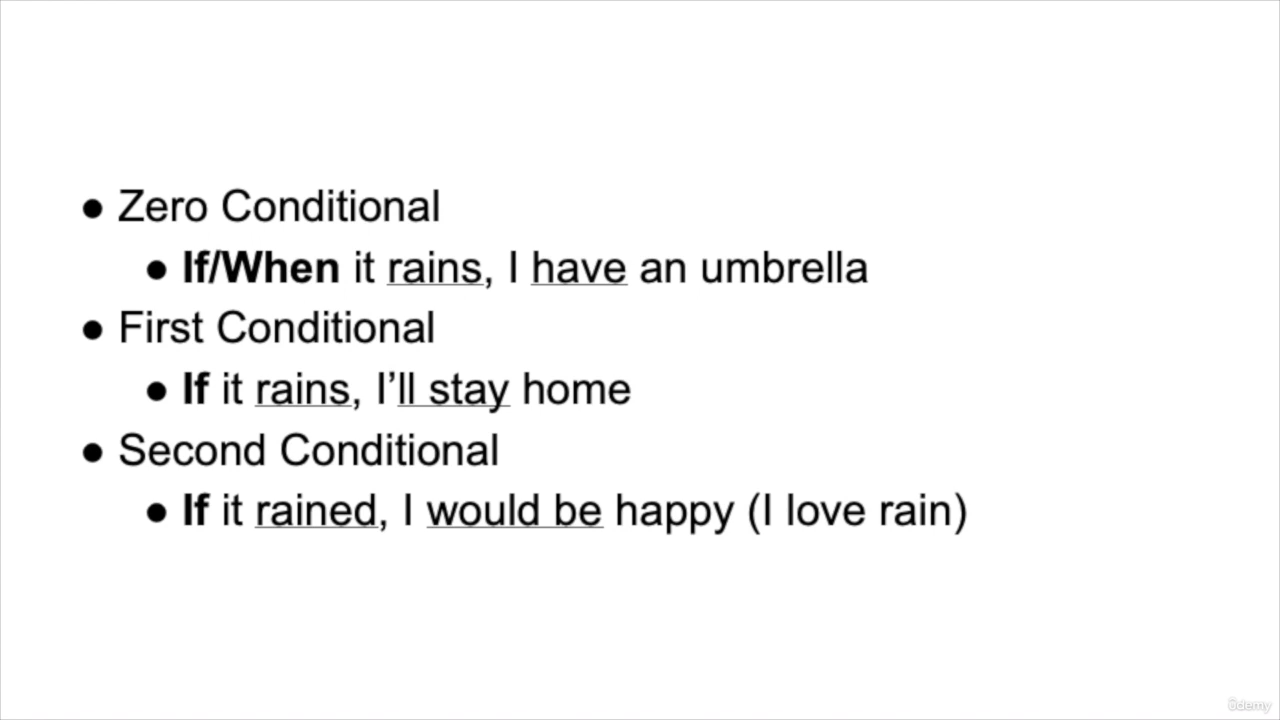 ● Zero Conditional
● If/When it rains, I have an umbrella
● First Conditional
● If it rains, I’ll stay home
● Second Conditional
● If it rained, I would be happy (I love rain)
ûdemy